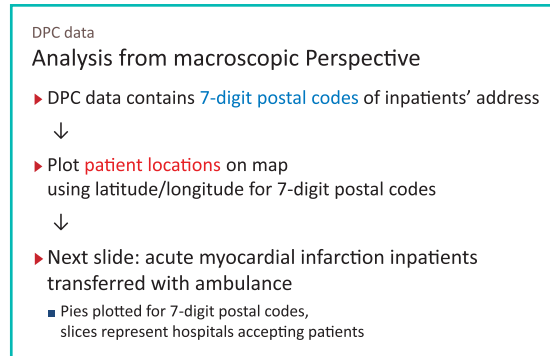 DPC data
Analysis from macroscopic Perspective
▶ DPC data contains 7-digit postal codes of inpatients' address
↓
▶ Plot patient locations on map
using latitude/longitude for 7-digit postal codes
↓
▶ Next slide: acute myocardial infarction inpatients
transferred with ambulance
■ Pies plotted for 7-digit postal codes,
slices represent hospitals accepting patients